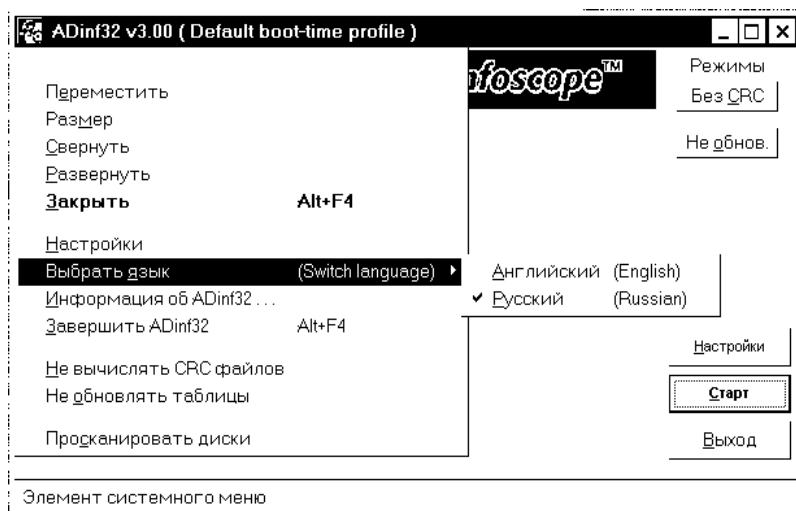 ADinf32 v3.00 ( Default boot-time profile )
nfoscope™
Режимы
Без CRC
Не обнов.
Переместить
Размер
Свернуть
Развернуть
Закрыть Alt+F4
Настройки
Выбрать язык (Switch language)
Английский (English)
Русский (Russian)
Информация об ADinf32 . . .
Завершить ADinf32 Alt+F4
Не вычислять CRC файлов
Не обновлять таблицы
Просканировать диски
Настройки
Старт
Выход
Элемент системного меню